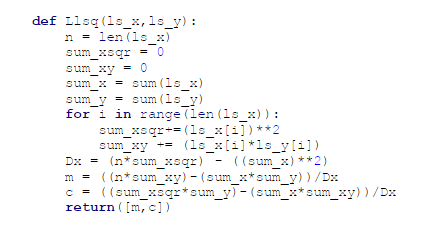 def Llsq(ls_x,ls_y):
    n = len(ls_x)
    sum_xsqr = 0
    sum_xy = 0
    sum_x = sum(ls_x)
    sum_y = sum(ls_y)
    for i in range(len(ls_x)):
        sum_xsqr+=(ls_x[i])**2
        sum_xy += (ls_x[i]*ls_y[i])
    Dx = (n*sum_xsqr) - ((sum_x)**2)
    m = ((n*sum_xy)-(sum_x*sum_y))/Dx
    c = ((sum_xsqr*sum_y)-(sum_x*sum_xy))/Dx
    return([m,c])